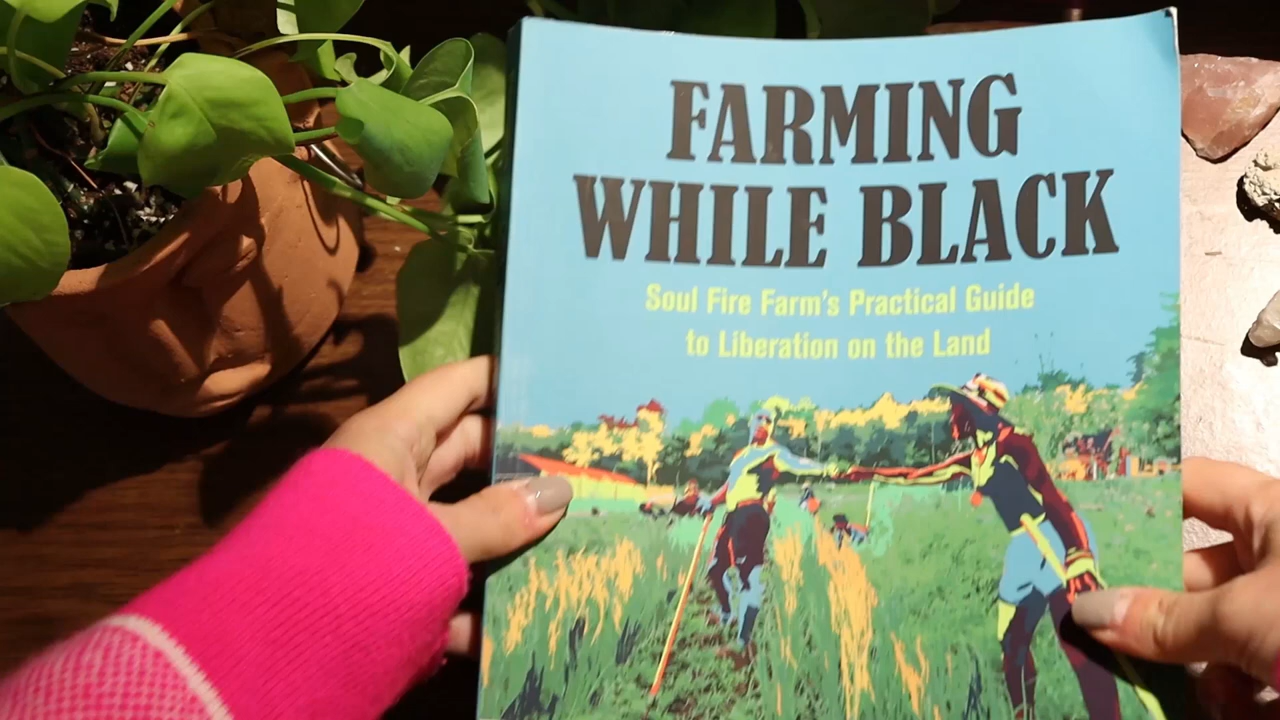 FARMING
WHILE BLACK
Soul Fire Farm's Practical Guide
to Liberation on the Land